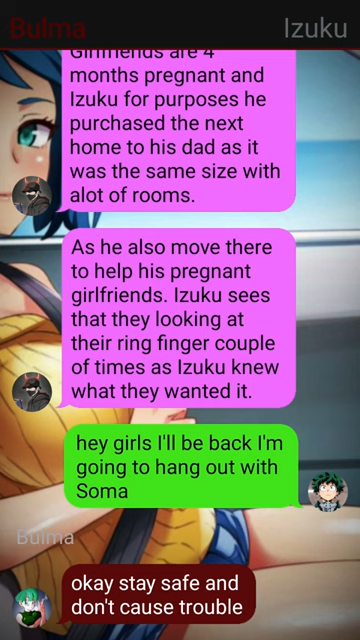 Bulma Izuku
Girlfriends are 4
months pregnant and
Izuku for purposes he
purchased the next
home to his dad as it
was the same size with
alot of rooms.
As he also move there
to help his pregnant
girlfriends. Izuku sees
that they looking at
their ring finger couple
of times as Izuku knew
what they wanted it.
hey girls I'll be back I'm
going to hang out with
Soma
Bulma
okay stay safe and
don't cause trouble